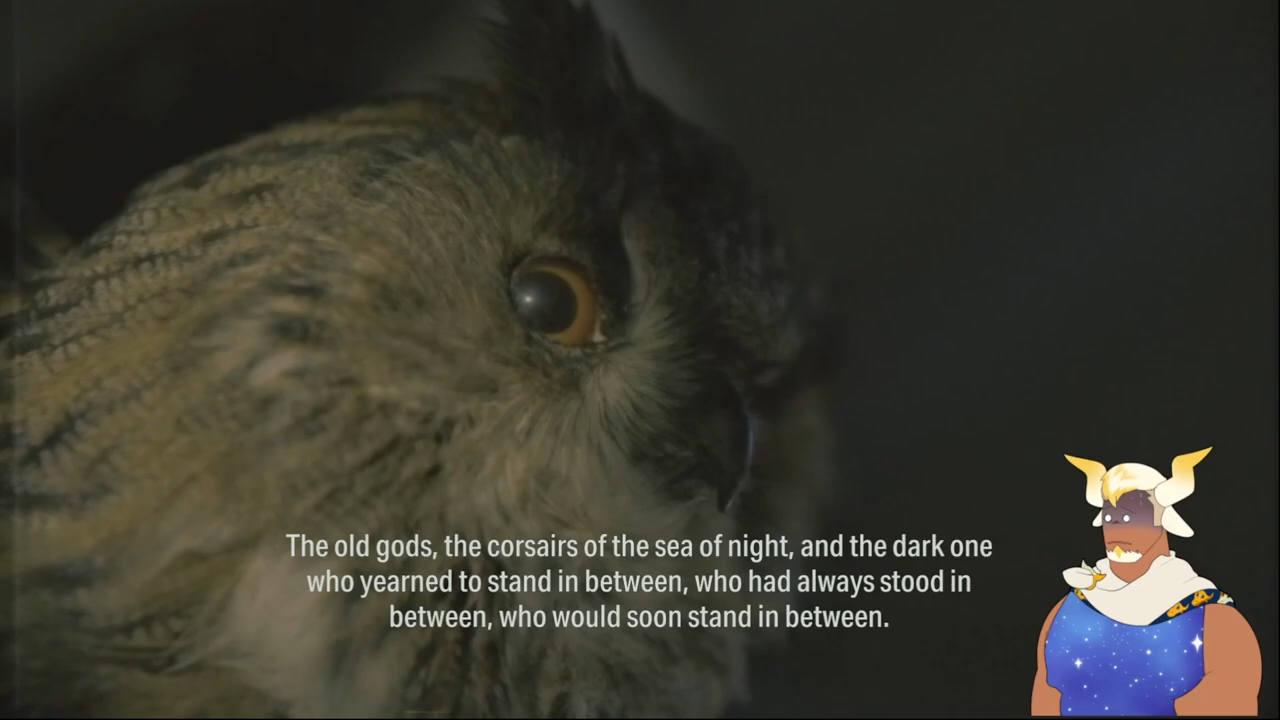 The old gods, the corsairs of the sea of night, and the dark one
who yearned to stand in between, who had always stood in
between, who would soon stand in between.